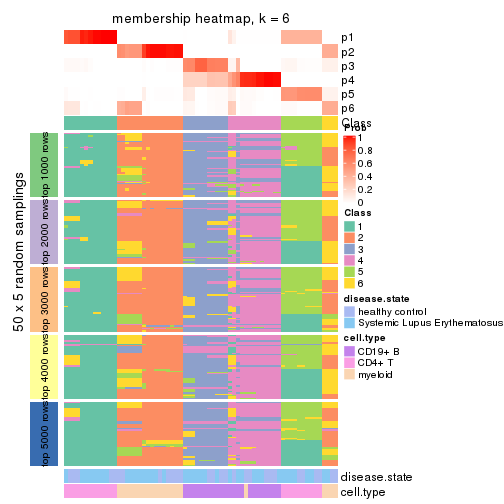 membership heatmap, k = 6
p1
p2
p3
p4
p5
p6
Class
Prob
1
0.8
0.6
0.4
0.2
0
Class
1
2
3
4
5
6
disease.state
healthy control
Systemic Lupus Erythematosus
cell.type
CD19+ B
CD4+ T
myeloid
50 x 5 random samplings
top 1000 rows
top 2000 rows
top 3000 rows
top 4000 rows
top 5000 rows
disease.state
cell.type